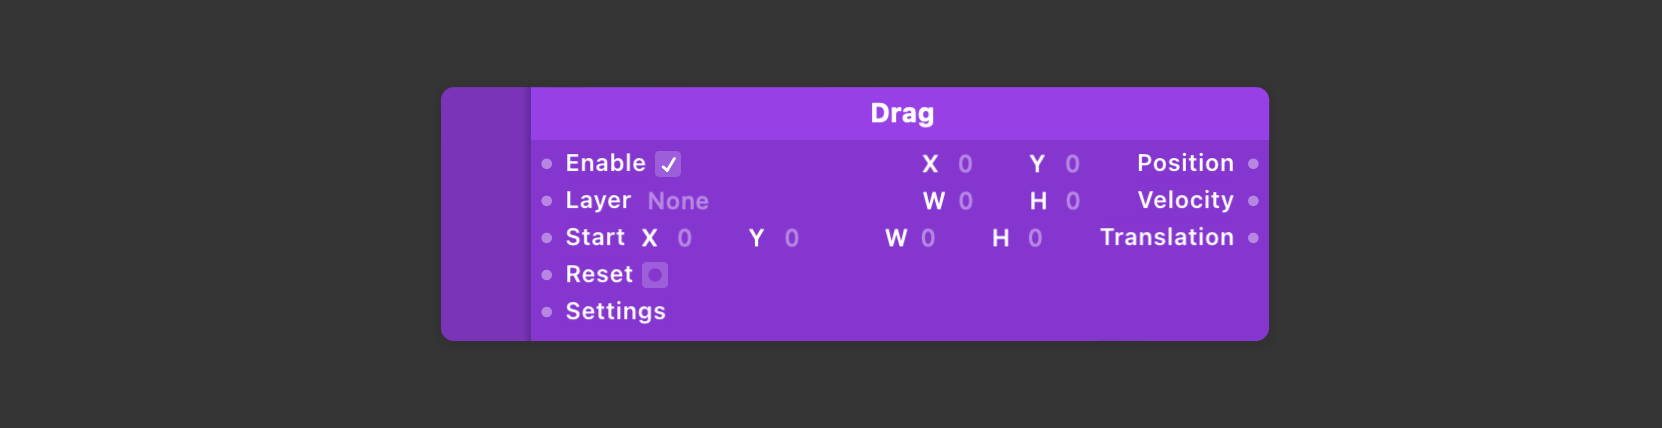 Drag
Enable X 0 Y 0 Position
Layer None W 0 H 0 Velocity
Start X 0 Y 0 W 0 H 0 Translation
Reset
Settings